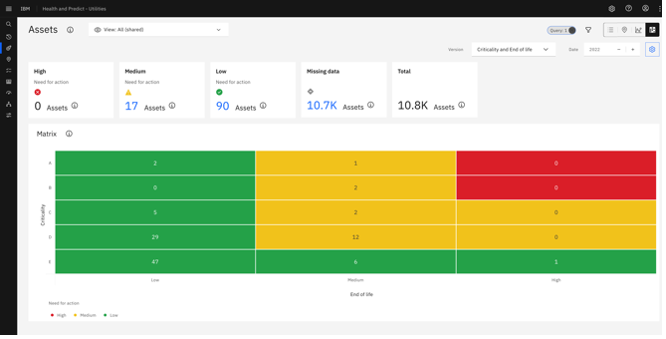 IBM Health and Predict - Utilities
Assets
View: All (shared)
Query: 1
Version
Criticality and End of life
Date
2022
High
Need for action
0 Assets
Medium
Need for action
17 Assets
Low
Need for action
90 Assets
Missing data
10.7K Assets
Total
10.8K Assets
Matrix
Criticality
A 2 1 0
B 0 2 0
C 5 2 0
D 29 12 0
E 47 6 1
Low Medium High
End of life
Need for action
High Medium Low